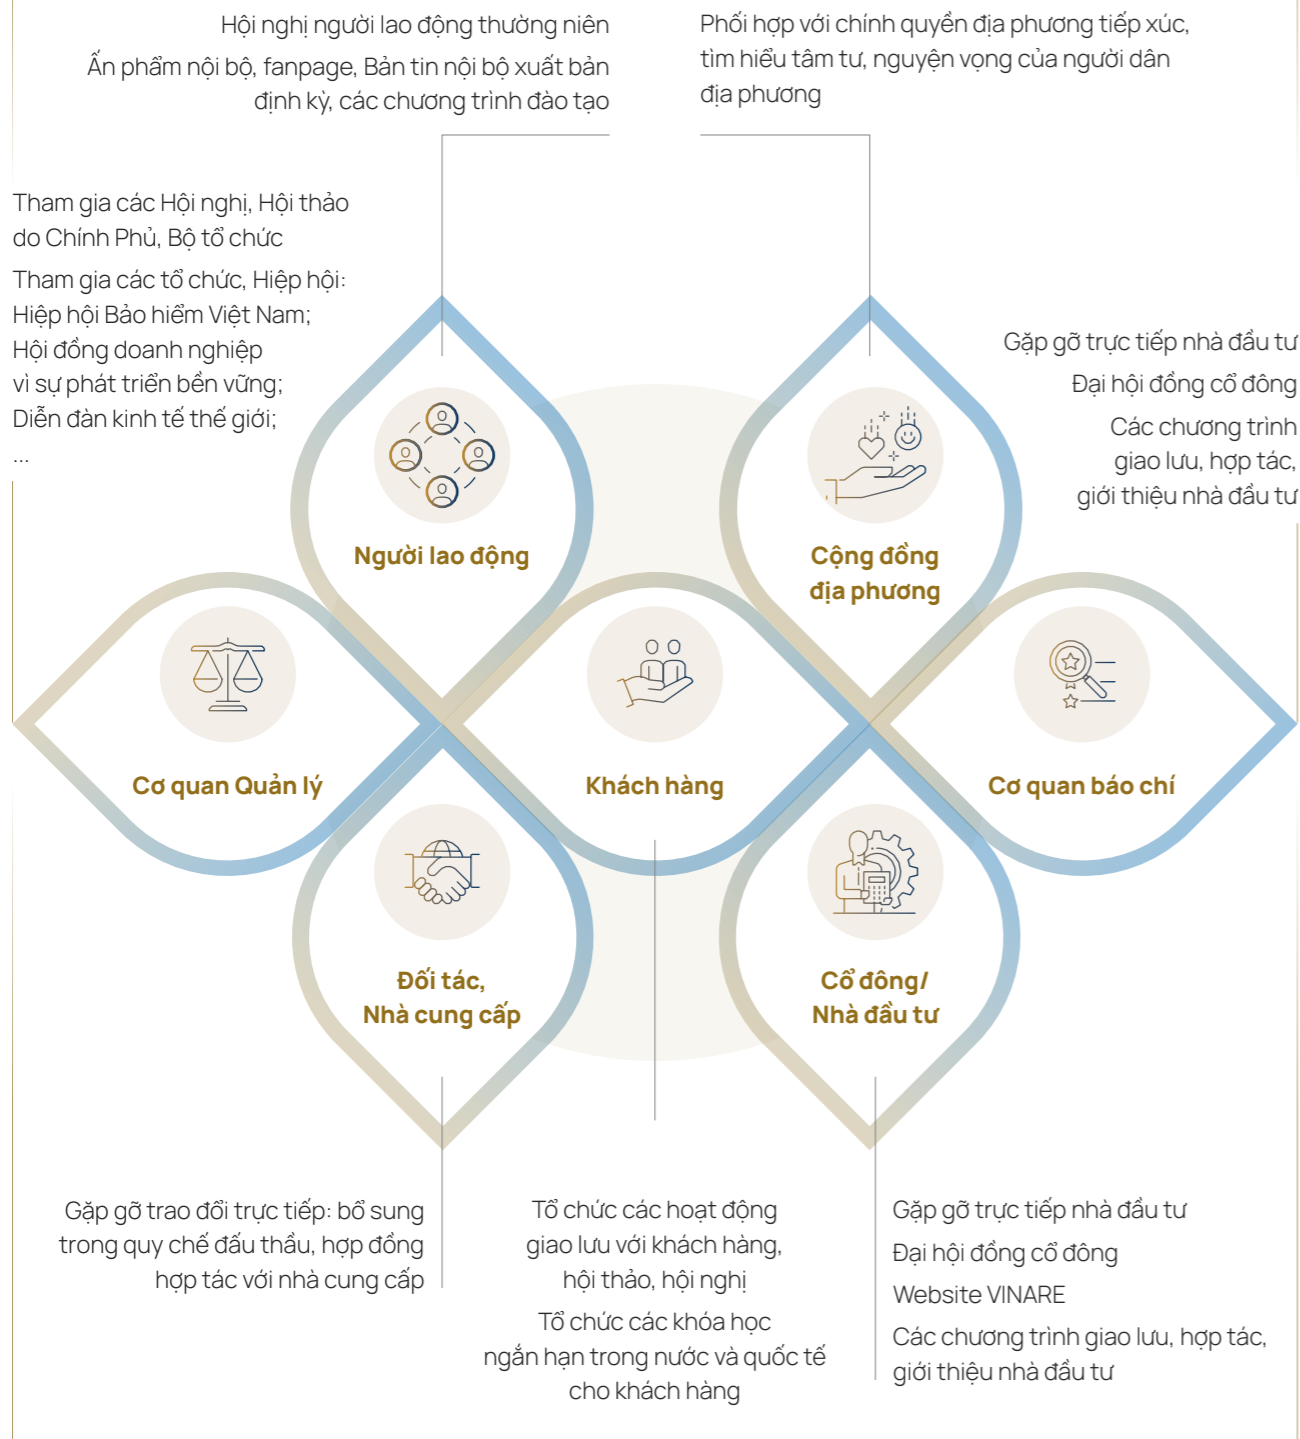 Hội nghị người lao động thường niên
Ấn phẩm nội bộ, fanpage, Bản tin nội bộ xuất bản
định kỳ, các chương trình đào tạo
Phối hợp với chính quyền địa phương tiếp xúc,
tìm hiểu tâm tư, nguyện vọng của người dân
địa phương
Tham gia các Hội nghị, Hội thảo
do Chính Phủ, Bộ tổ chức
Tham gia các tổ chức, Hiệp hội:
Hiệp hội Bảo hiểm Việt Nam;
Hội đồng doanh nghiệp
vì sự phát triển bền vững;
Diễn đàn kinh tế thế giới;
...
Gặp gỡ trực tiếp nhà đầu tư
Đại hội đồng cổ đông
Các chương trình
giao lưu, hợp tác,
giới thiệu nhà đầu tư
Người lao động
Cộng đồng
địa phương
Cơ quan Quản lý
Khách hàng
Cơ quan báo chí
Đối tác,
Nhà cung cấp
Cổ đông/
Nhà đầu tư
Gặp gỡ trao đổi trực tiếp: bổ sung
trong quy chế đấu thầu, hợp đồng
hợp tác với nhà cung cấp
Tổ chức các hoạt động
giao lưu với khách hàng,
hội thảo, hội nghị
Tổ chức các khóa học
ngắn hạn trong nước và quốc tế
cho khách hàng
Gặp gỡ trực tiếp nhà đầu tư
Đại hội đồng cổ đông
Website VINARE
Các chương trình giao lưu, hợp tác,
giới thiệu nhà đầu tư